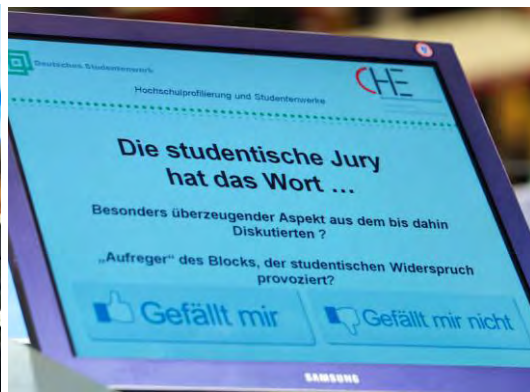 Deutsches Studentenwerk
CHE
Hochschulprofilierung und Studentenwerke
Die studentische Jury
hat das Wort ...
Besonders überzeugender Aspekt aus dem bis dahin
Diskutierten ?
„Aufreger“ des Blocks, der studentischen Widerspruch
provoziert?
Gefällt mir
Gefällt mir nicht
SAMSUNG